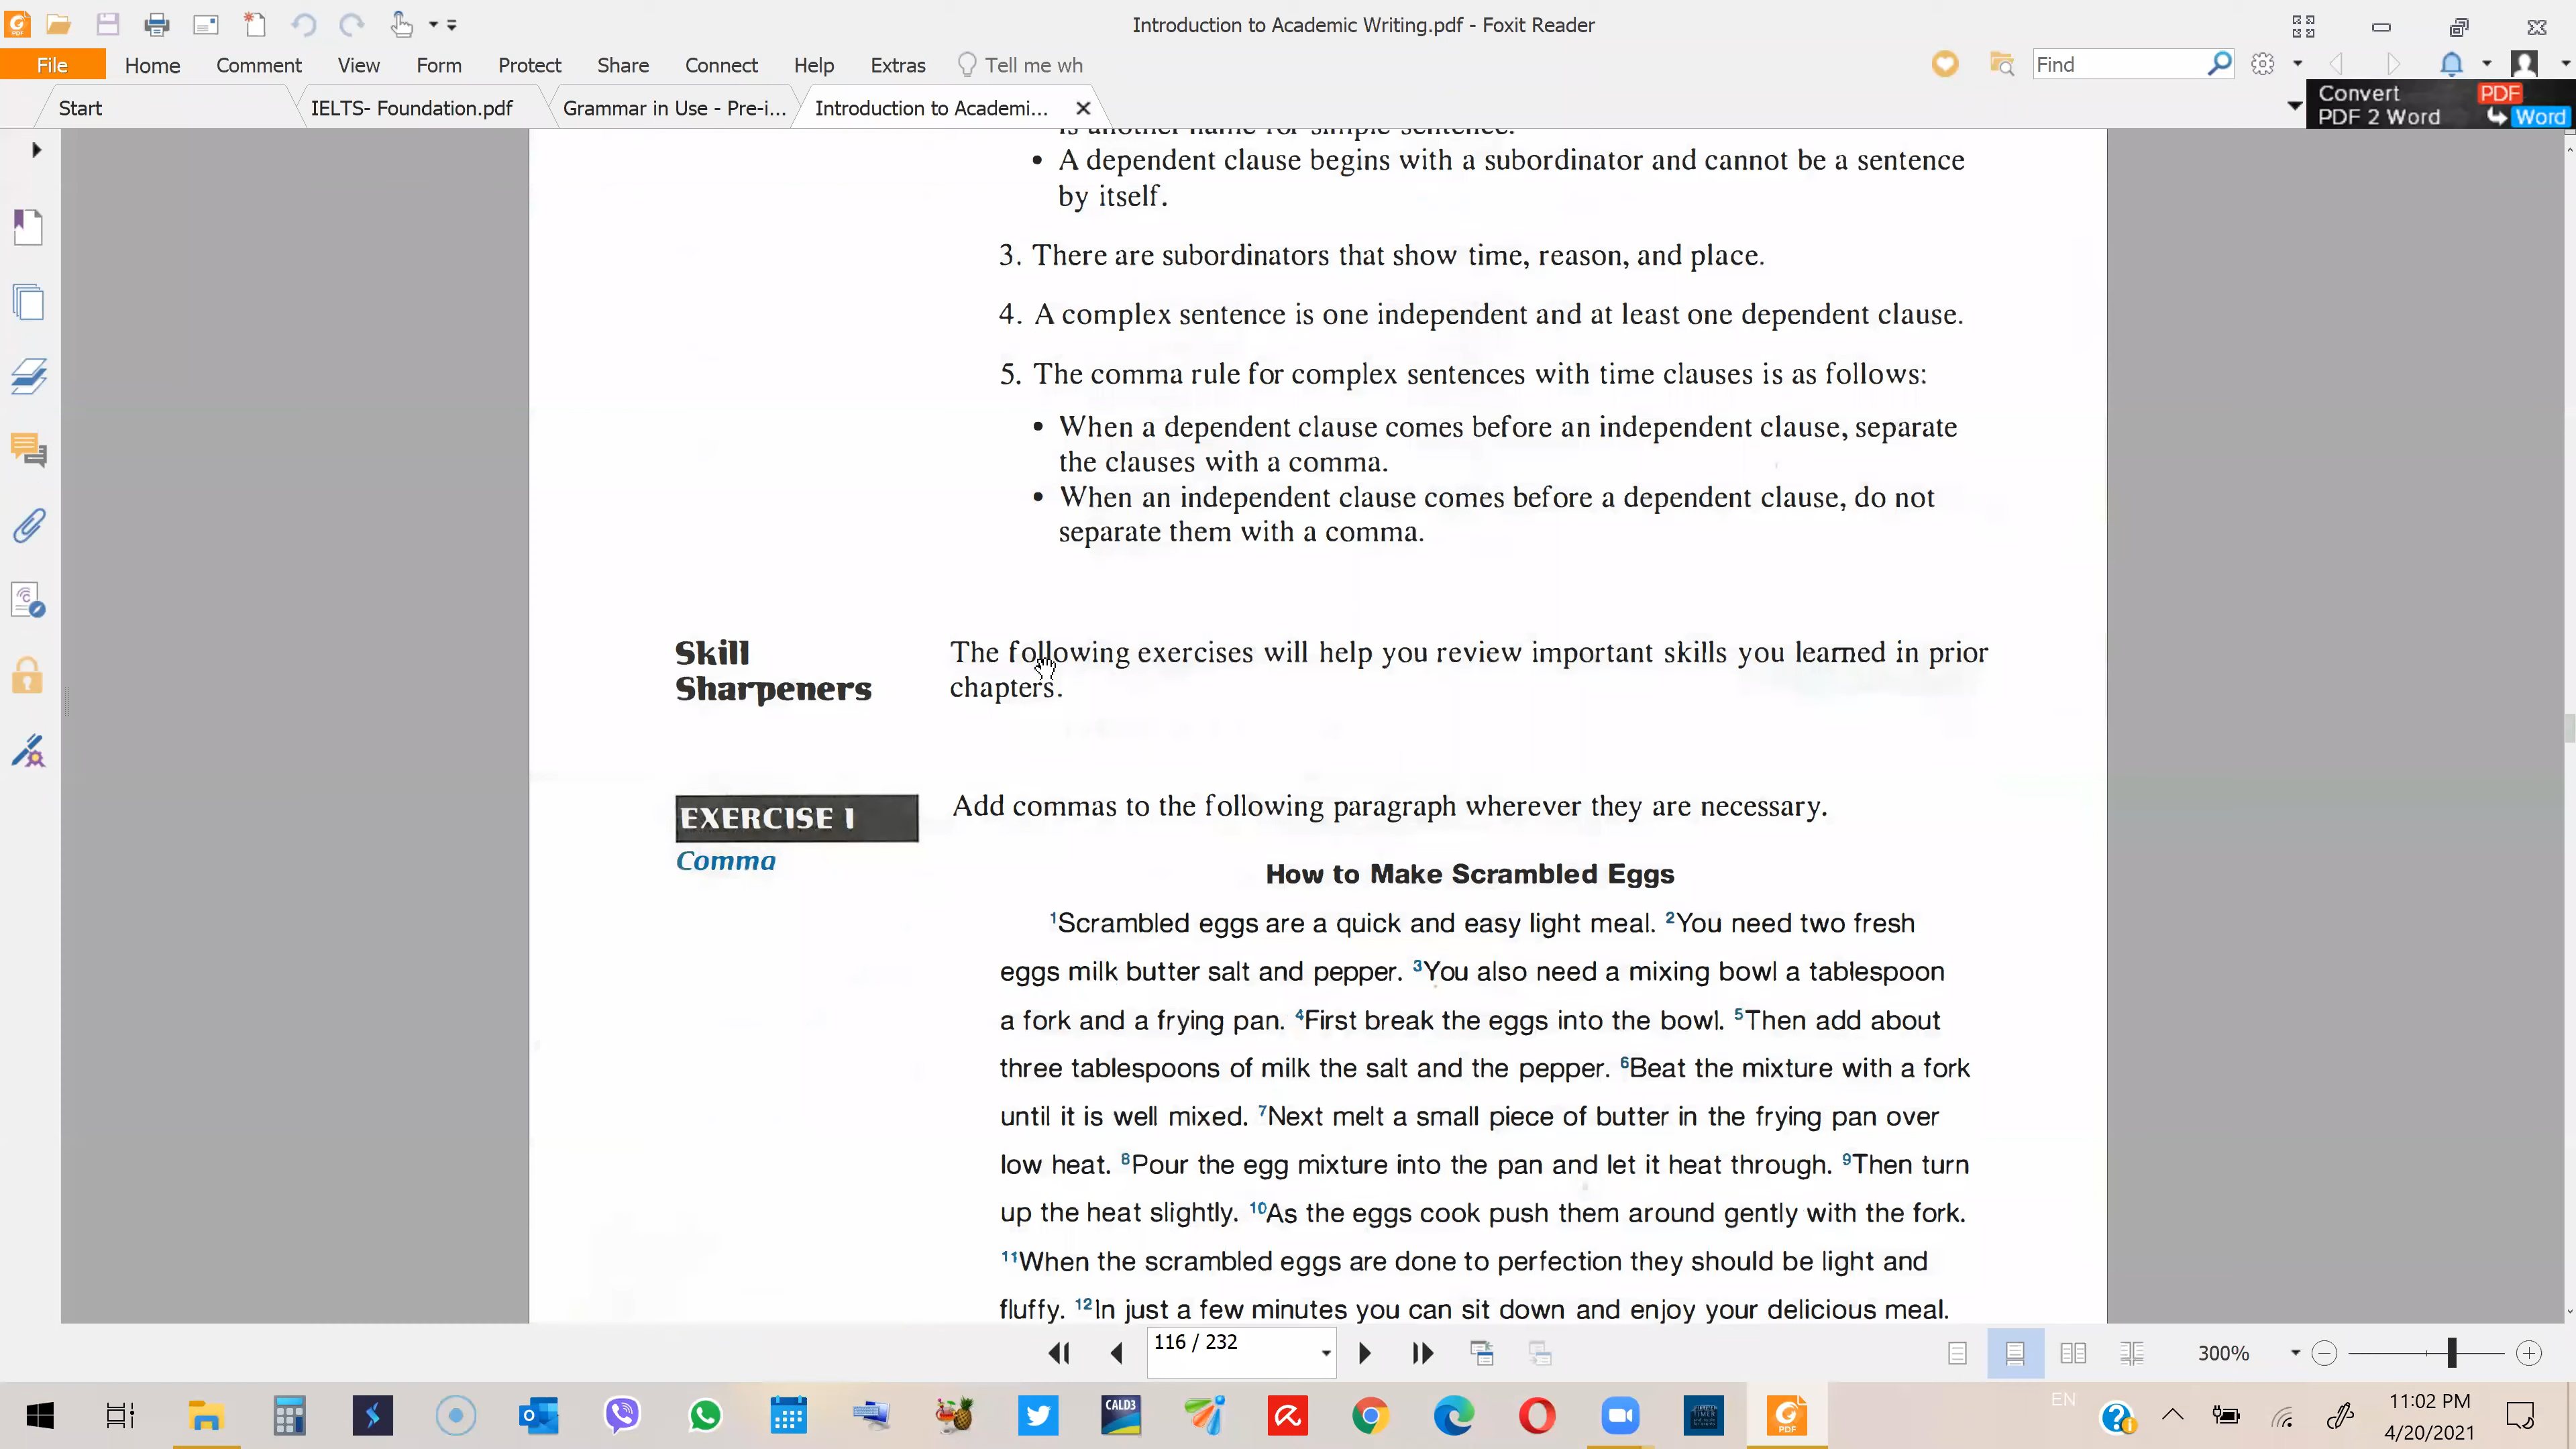 Introduction to Academic Writing.pdf - Foxit Reader
File Home Comment View Form Protect Share Connect Help Extras Tell me wh Find
Start IELTS- Foundation.pdf Grammar in Use - Pre-i... Introduction to Academi...
Convert PDF
PDF 2 Word Word
is another name for simple sentence.
• A dependent clause begins with a subordinator and cannot be a sentence
by itself.
3. There are subordinators that show time, reason, and place.
4. A complex sentence is one independent and at least one dependent clause.
5. The comma rule for complex sentences with time clauses is as follows:
• When a dependent clause comes before an independent clause, separate
the clauses with a comma.
• When an independent clause comes before a dependent clause, do not
separate them with a comma.
Skill
Sharpeners
The following exercises will help you review important skills you learned in prior
chapters.
EXERCISE 1
Comma
Add commas to the following paragraph wherever they are necessary.
How to Make Scrambled Eggs
¹Scrambled eggs are a quick and easy light meal. ²You need two fresh
eggs milk butter salt and pepper. ³You also need a mixing bowl a tablespoon
a fork and a frying pan. ⁴First break the eggs into the bowl. ⁵Then add about
three tablespoons of milk the salt and the pepper. ⁶Beat the mixture with a fork
until it is well mixed. ⁷Next melt a small piece of butter in the frying pan over
low heat. ⁸Pour the egg mixture into the pan and let it heat through. ⁹Then turn
up the heat slightly. ¹⁰As the eggs cook push them around gently with the fork.
¹¹When the scrambled eggs are done to perfection they should be light and
fluffy. ¹²In just a few minutes you can sit down and enjoy your delicious meal.
116 / 232
300%
CALD3
EN
11:02 PM
4/20/2021